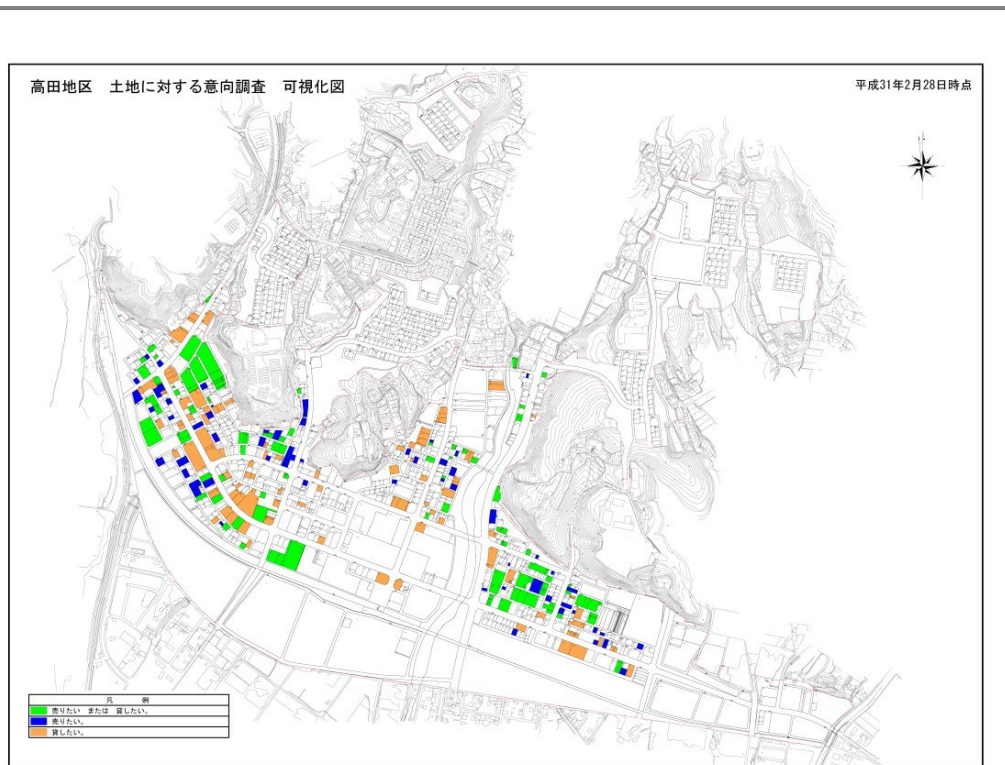 高田地区　土地に対する意向調査　可視化図
平成31年2月28日時点
凡　例
売りたい　または　貸したい。
売りたい。
貸したい。